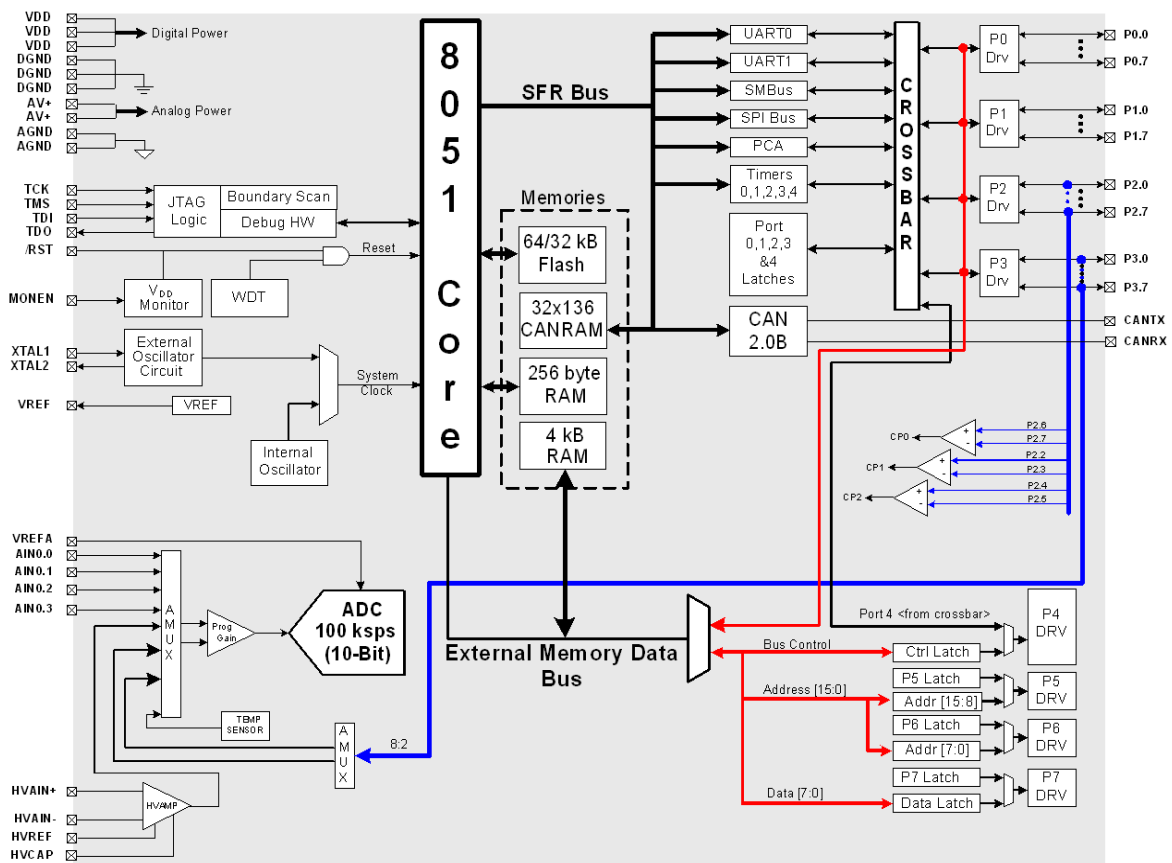 VDD
VDD
VDD
DGND
DGND
DGND
AV+
AV+
AGND
AGND
Digital Power
Analog Power
TCK
TMS
TDI
TDO
/RST
MONEN
XTAL1
XTAL2
VREF
JTAG
Logic
Boundary Scan
Debug HW
Reset
VDD
Monitor
WDT
External
Oscillator
Circuit
VREF
System
Clock
Internal
Oscillator
8051 Core
SFR Bus
Memories
64/32 kB
Flash
32x136
CANRAM
256 byte
RAM
4 kB
RAM
UART0
UART1
SMBus
SPI Bus
PCA
Timers
0,1,2,3,4
Port
0,1,2,3
&4
Latches
CAN
2.0B
CROSSBAR
P0
Drv
P1
Drv
P2
Drv
P3
Drv
P0.0
P0.7
P1.0
P1.7
P2.0
P2.7
P3.0
P3.7
CANTX
CANRX
CP0
+
-
P2.6
P2.7
CP1
+
-
P2.2
P2.3
CP2
+
-
P2.4
P2.5
VREFA
AIN0.0
AIN0.1
AIN0.2
AIN0.3
AMUX
Prog
Gain
ADC
100 ksps
(10-Bit)
TEMP
SENSOR
AMUX
8:2
HVAIN+
HVAIN-
HVREF
HVCAP
HVAMP
External Memory Data
Bus
Port 4 <from crossbar>
Bus Control
Ctrl Latch
P4
DRV
Address [15:0]
P5 Latch
Addr [15:8]
P5
DRV
P6 Latch
Addr [7:0]
P6
DRV
Data [7:0]
P7 Latch
Data Latch
P7
DRV